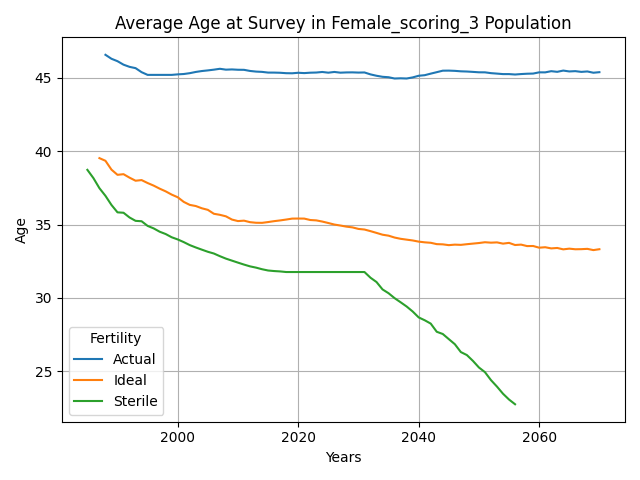 Average Age at Survey in Female_scoring_3 Population
Age
45
40
35
30
25
Fertility
Actual
Ideal
Sterile
2000 2020 2040 2060
Years